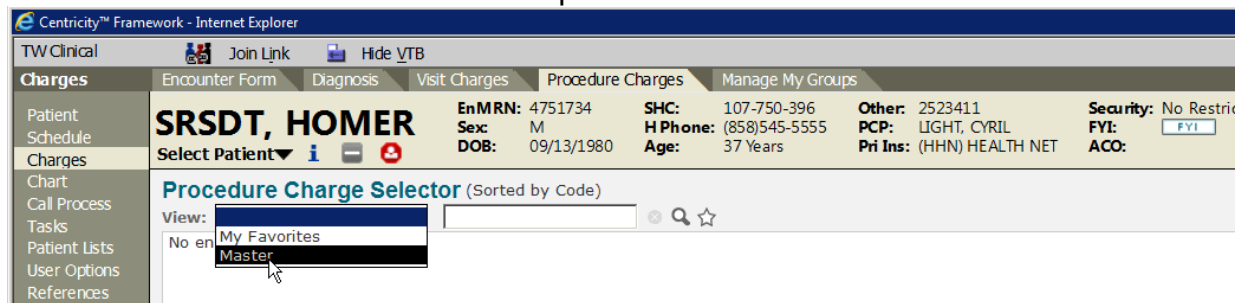 Centricity™ Framework - Internet Explorer
TW Clinical Join Link Hide VTB
Charges Encounter Form Diagnosis Visit Charges Procedure Charges Manage My Groups
Patient
Schedule
Charges
Chart
Call Process
Tasks
Patient Lists
User Options
References
SRSDT, HOMER
Select Patient▼ i
EnMRN: 4751734 SHC: 107-750-396 Other: 2523411 Security: No Restric
Sex: M H Phone: (858)545-5555 PCP: LIGHT, CYRIL FYI: FYI
DOB: 09/13/1980 Age: 37 Years Pri Ins: (HHN) HEALTH NET ACO:
Procedure Charge Selector (Sorted by Code)
View:
No en
My Favorites
Master